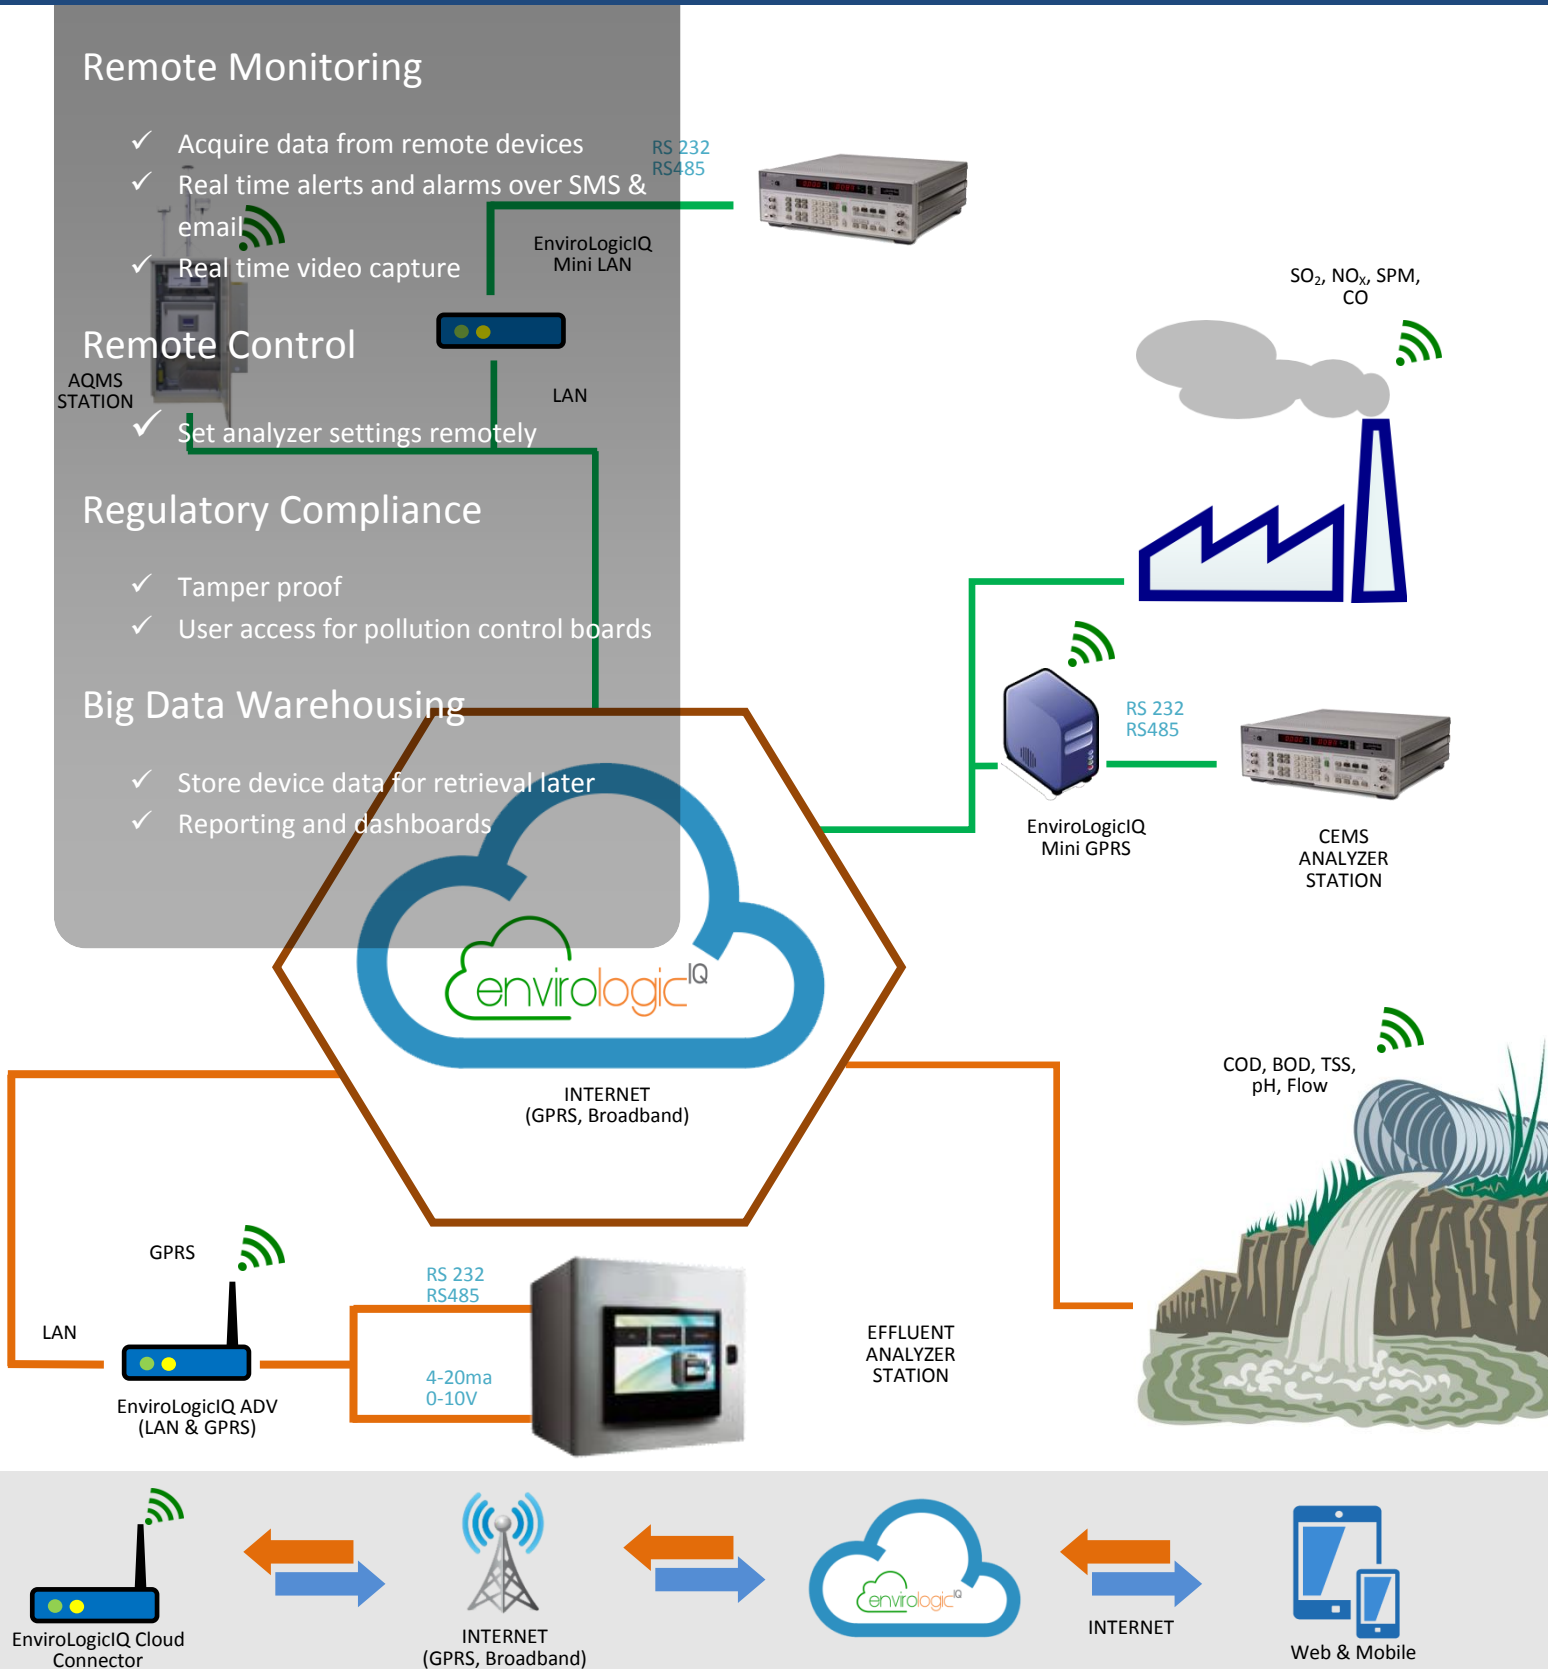 Remote Monitoring
✓ Acquire data from remote devices
✓ Real time alerts and alarms over SMS &
email
✓ Real time video capture
Remote Control
✓ Set analyzer settings remotely
Regulatory Compliance
✓ Tamper proof
✓ User access for pollution control boards
Big Data Warehousing
✓ Store device data for retrieval later
✓ Reporting and dashboards
RS 232
RS485
EnviroLogicIQ
Mini LAN
AQMS
STATION
LAN
SO₂, NOₓ, SPM,
CO
RS 232
RS485
EnviroLogicIQ
Mini GPRS
CEMS
ANALYZER
STATION
envirologicIQ
INTERNET
(GPRS, Broadband)
COD, BOD, TSS,
pH, Flow
GPRS
LAN
EnviroLogicIQ ADV
(LAN & GPRS)
RS 232
RS485
4-20ma
0-10V
EFFLUENT
ANALYZER
STATION
EnviroLogicIQ Cloud
Connector
INTERNET
(GPRS, Broadband)
envirologicIQ
INTERNET
Web & Mobile